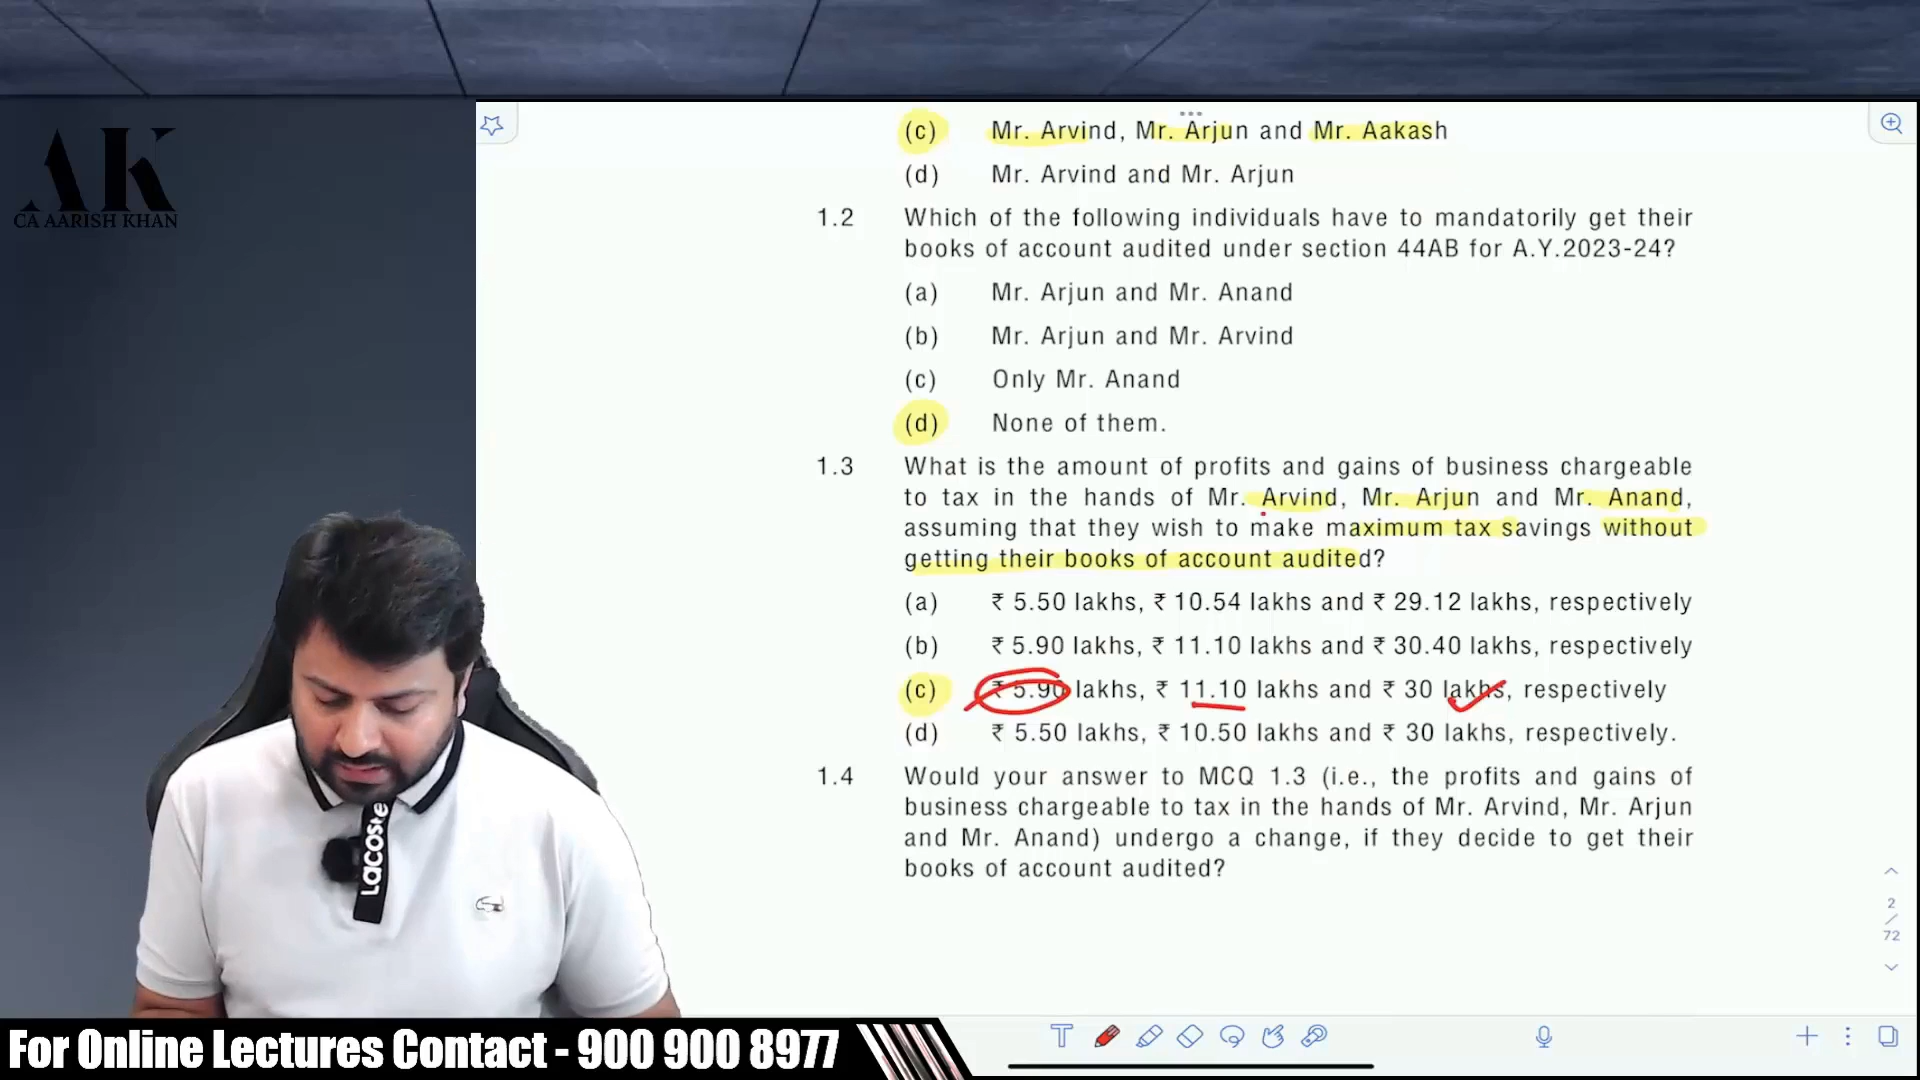 AK
CA AARISH KHAN
(c) Mr. Arvind, Mr. Arjun and Mr. Aakash
(d) Mr. Arvind and Mr. Arjun
1.2 Which of the following individuals have to mandatorily get their
books of account audited under section 44AB for A.Y.2023-24?
(a) Mr. Arjun and Mr. Anand
(b) Mr. Arjun and Mr. Arvind
(c) Only Mr. Anand
(d) None of them.
1.3 What is the amount of profits and gains of business chargeable
to tax in the hands of Mr. Arvind, Mr. Arjun and Mr. Anand,
assuming that they wish to make maximum tax savings without
getting their books of account audited?
(a) ₹ 5.50 lakhs, ₹ 10.54 lakhs and ₹ 29.12 lakhs, respectively
(b) ₹ 5.90 lakhs, ₹ 11.10 lakhs and ₹ 30.40 lakhs, respectively
(c) ₹ 5.90 lakhs, ₹ 11.10 lakhs and ₹ 30 lakhs, respectively
(d) ₹ 5.50 lakhs, ₹ 10.50 lakhs and ₹ 30 lakhs, respectively.
1.4 Would your answer to MCQ 1.3 (i.e., the profits and gains of
business chargeable to tax in the hands of Mr. Arvind, Mr. Arjun
and Mr. Anand) undergo a change, if they decide to get their
books of account audited?
2
/
72
LACOSTE
T
For Online Lectures Contact - 900 900 8977